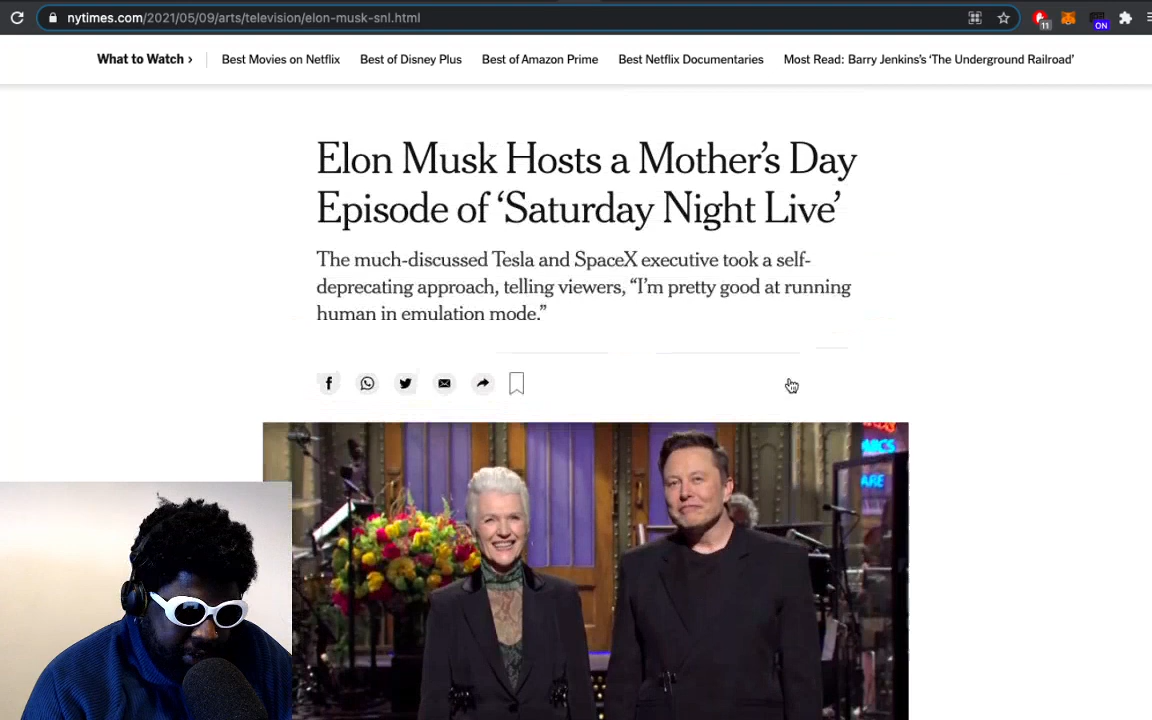 nytimes.com/2021/05/09/arts/television/elon-musk-snl.html
11
ON
What to Watch ›
Best Movies on Netflix
Best of Disney Plus
Best of Amazon Prime
Best Netflix Documentaries
Most Read: Barry Jenkins’s ‘The Underground Railroad’
Elon Musk Hosts a Mother’s Day
Episode of ‘Saturday Night Live’
The much-discussed Tesla and SpaceX executive took a self-
deprecating approach, telling viewers, “I’m pretty good at running
human in emulation mode.”